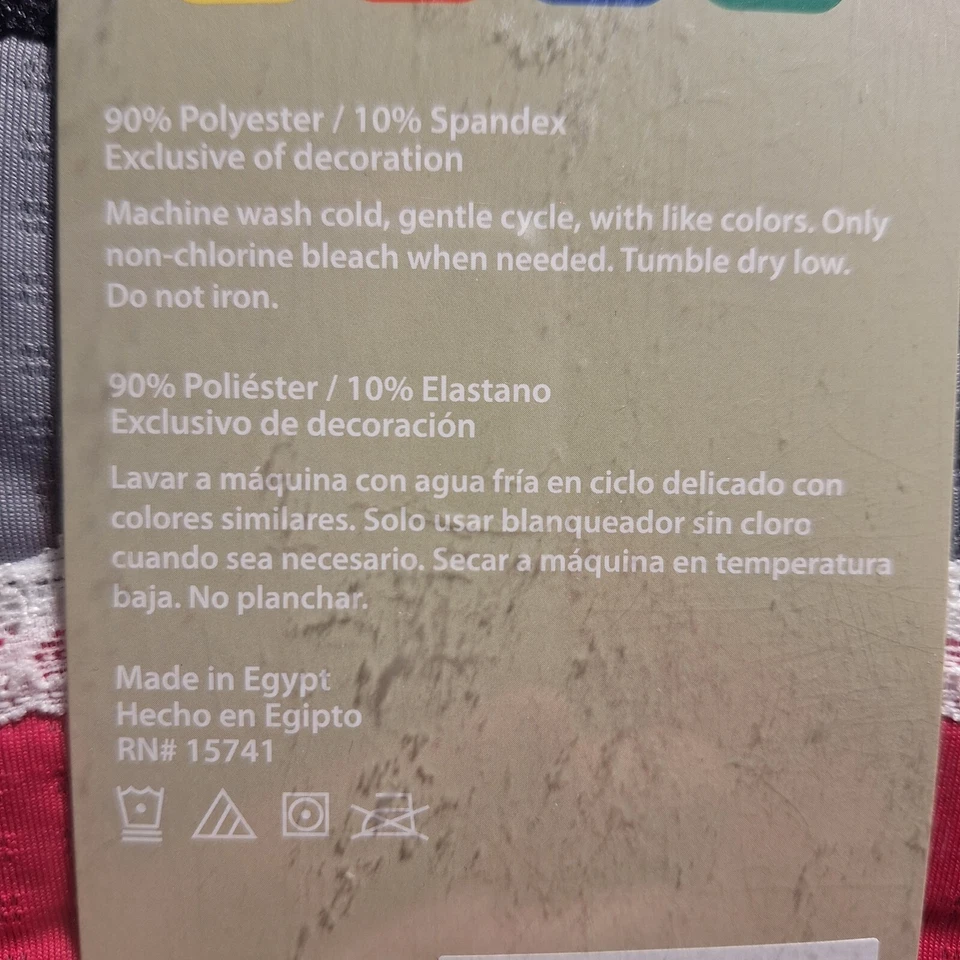 90% Polyester / 10% Spandex
Exclusive of decoration
Machine wash cold, gentle cycle, with like colors. Only
non-chlorine bleach when needed. Tumble dry low.
Do not iron.
90% Poliéster / 10% Elastano
Exclusivo de decoración
Lavar a máquina con agua fría en ciclo delicado con
colores similares. Solo usar blanqueador sin cloro
cuando sea necesario. Secar a máquina en temperatura
baja. No planchar.
Made in Egypt
Hecho en Egipto
RN# 15741